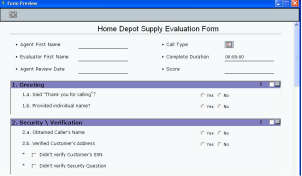 Form Preview
Home Depot Supply Evaluation Form
• Agent First Name
• Call Type
• Evaluator First Name
• Complete Duration 00:00:00
• Agent Review Date
• Score
1. Greeting
1.a. Said "Thank you for calling"?
Yes No
1.b. Provided individual name?
Yes No
2. Security \ Verification
2.a. Obtained Caller's Name
Yes No
2.b. Verified Customer's Address
Yes No
* Didn't verify Customer's SSN
* Didn't verify Security Question